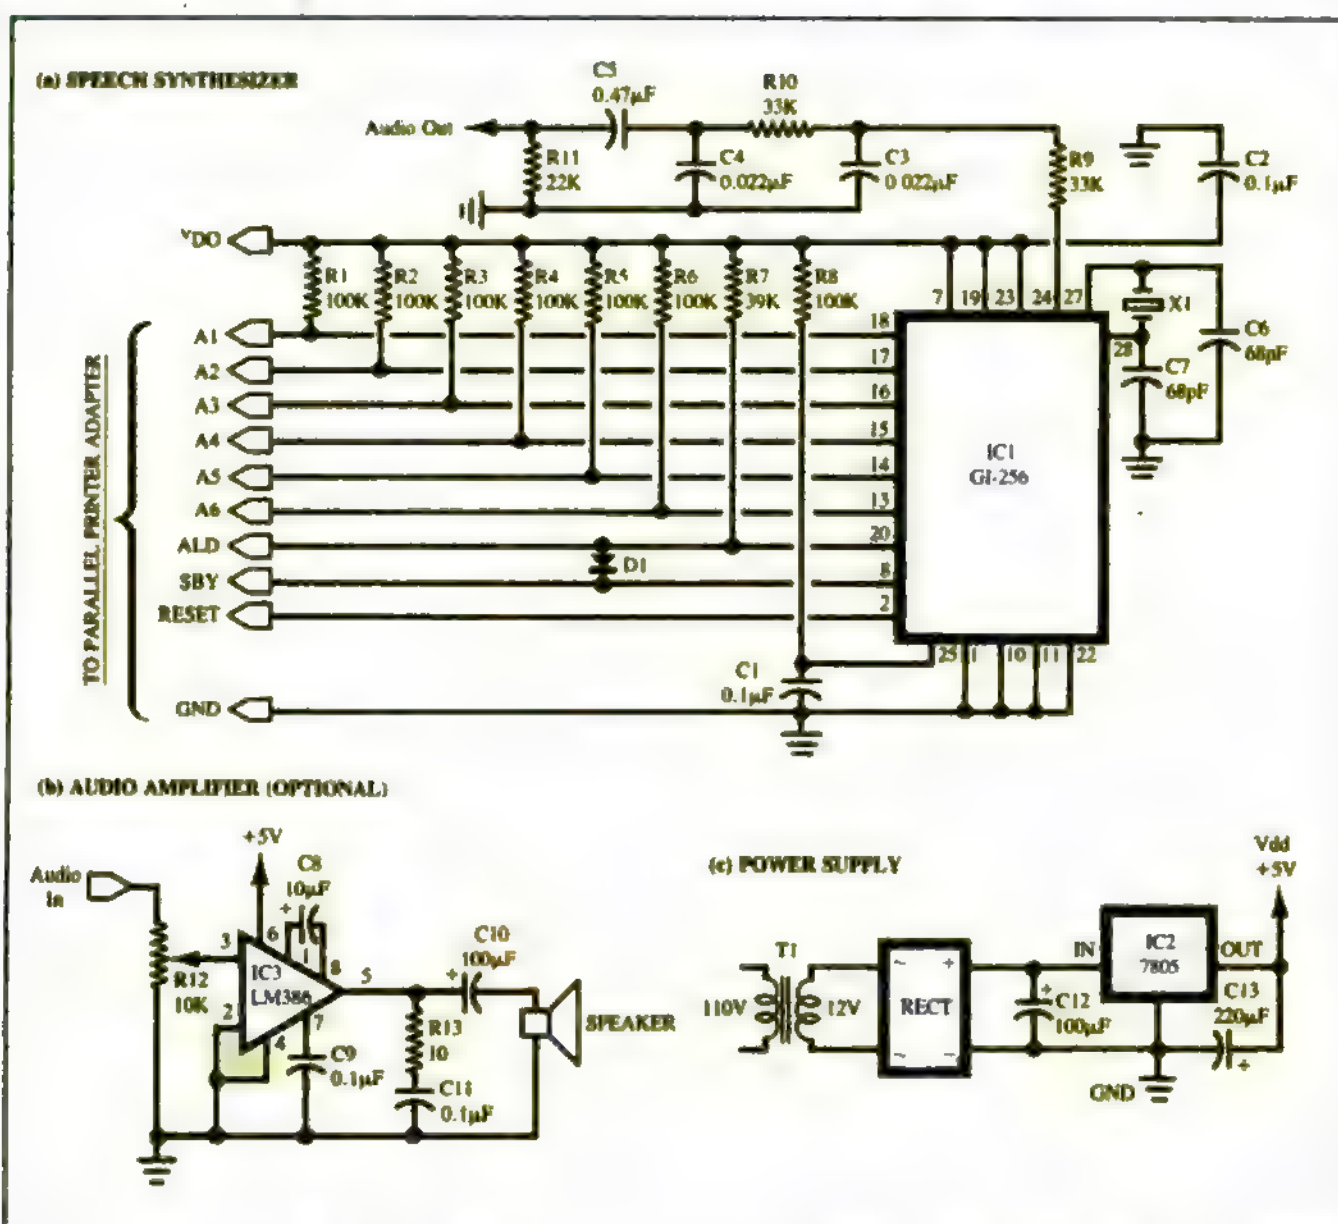 (a) SPEECH SYNTHESIZER
C5
0.47µF
R10
33K
Audio Out
R11
22K
C4
0.022µF
C3
0.022µF
R9
33K
C2
0.1µF
VDD
R1
100K
R2
100K
R3
100K
R4
100K
R5
100K
R6
100K
R7
39K
R8
100K
7
19
23
24
27
X1
C6
68pF
28
C7
68pF
TO PARALLEL PRINTER ADAPTER
A1
18
A2
17
A3
16
A4
15
A5
14
A6
13
ALD
20
SBY
8
RESET
2
GND
D1
IC1
GI-256
25
1
10
11
22
C1
0.1µF
(b) AUDIO AMPLIFIER (OPTIONAL)
+5V
Audio
In
C8
10µF
+
R12
10K
3
6
1
8
2
4
7
5
IC3
LM386
C10
100µF
+
R13
10
C9
0.1µF
C11
0.1µF
SPEAKER
(c) POWER SUPPLY
Vdd
+5V
T1
110V
12V
~ +
RECT
~ −
IN
IC2
7805
OUT
+
C12
100µF
C13
220µF
+
GND